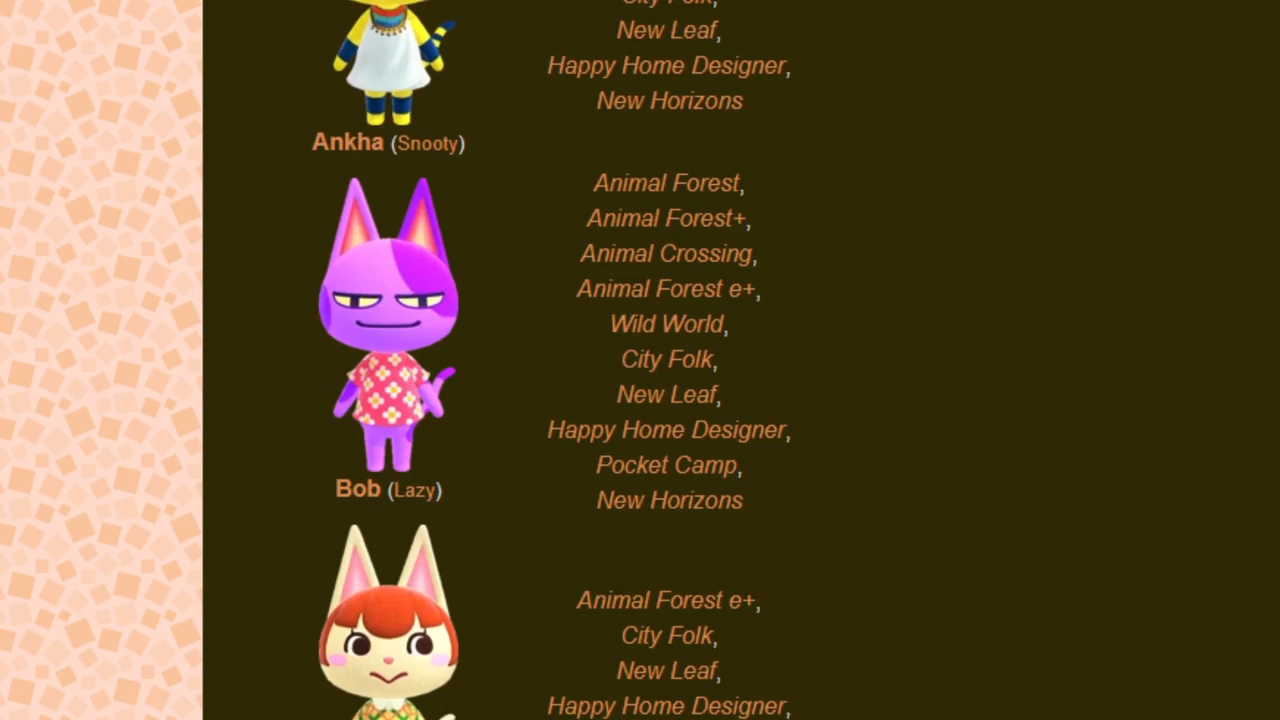 City Folk,
New Leaf,
Happy Home Designer,
New Horizons
Ankha (Snooty)
Animal Forest,
Animal Forest+,
Animal Crossing,
Animal Forest e+,
Wild World,
City Folk,
New Leaf,
Happy Home Designer,
Pocket Camp,
New Horizons
Bob (Lazy)
Animal Forest e+,
City Folk,
New Leaf,
Happy Home Designer,